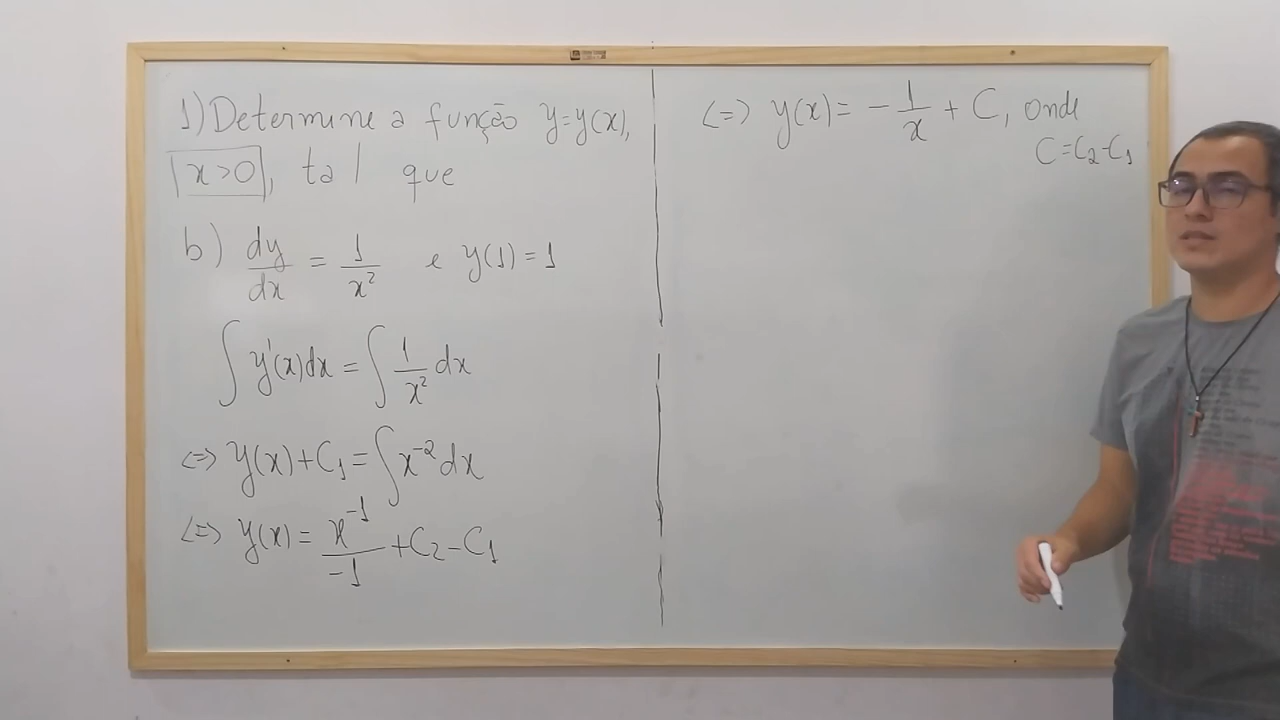 1) Determine a função y=y(x),
x>0, tal que
b) dy/dx = 1/x² e y(1)=1
∫ y'(x)dx = ∫ 1/x² dx
<=> y(x)+C₁ = ∫ x⁻² dx
<=> y(x) = x⁻¹/-1 + C₂ - C₁
<=> y(x) = - 1/x + C, onde
C=C₂-C₁